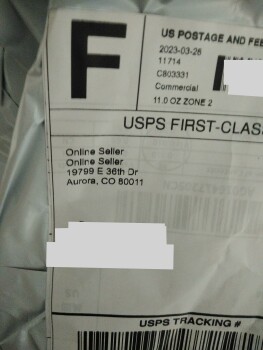 F
US POSTAGE AND FEE
2023-03-28
11714
C803331
Commercial
11.0 OZ ZONE 2
USPS FIRST-CLAS
Online Seller
Online Seller
19799 E 36th Dr
Aurora, CO 80011
USPS TRACKING #